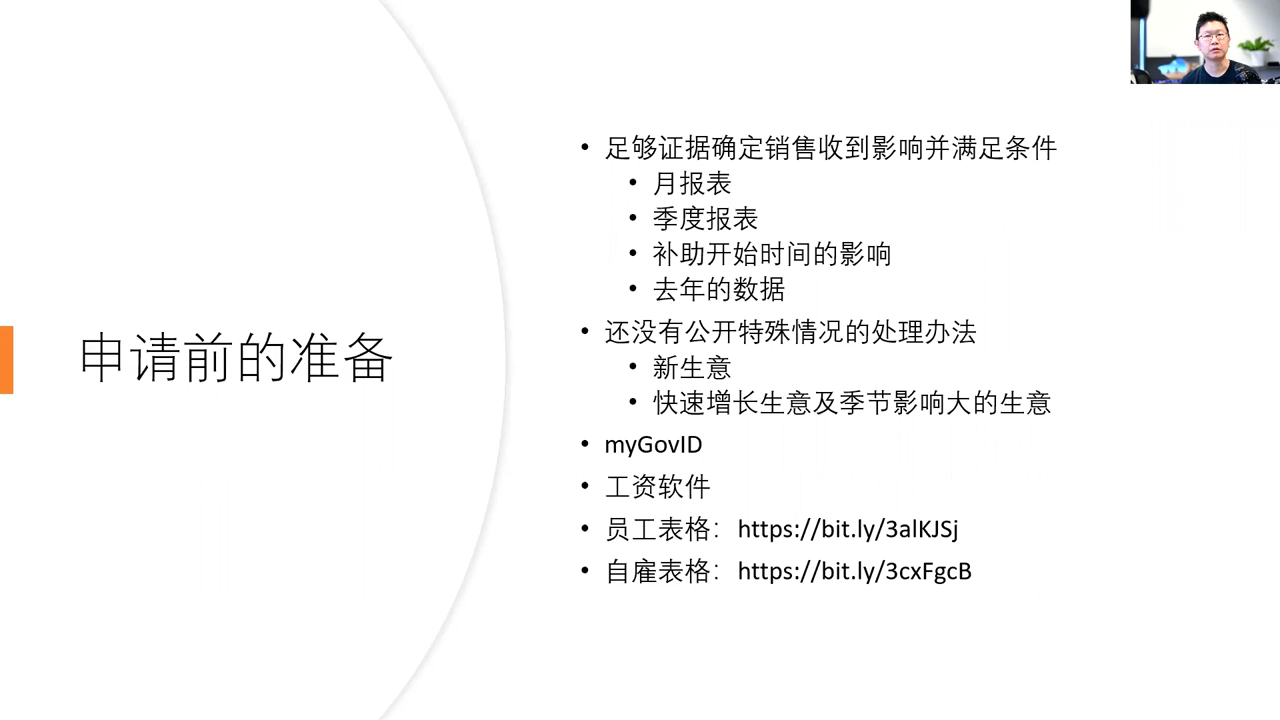 申请前的准备
足够证据确定销售收到影响并满足条件
月报表
季度报表
补助开始时间的影响
去年的数据
还没有公开特殊情况的处理办法
新生意
快速增长生意及季节影响大的生意
myGovID
工资软件
员工表格：https://bit.ly/3alKJSj
自雇表格：https://bit.ly/3cxFgcB